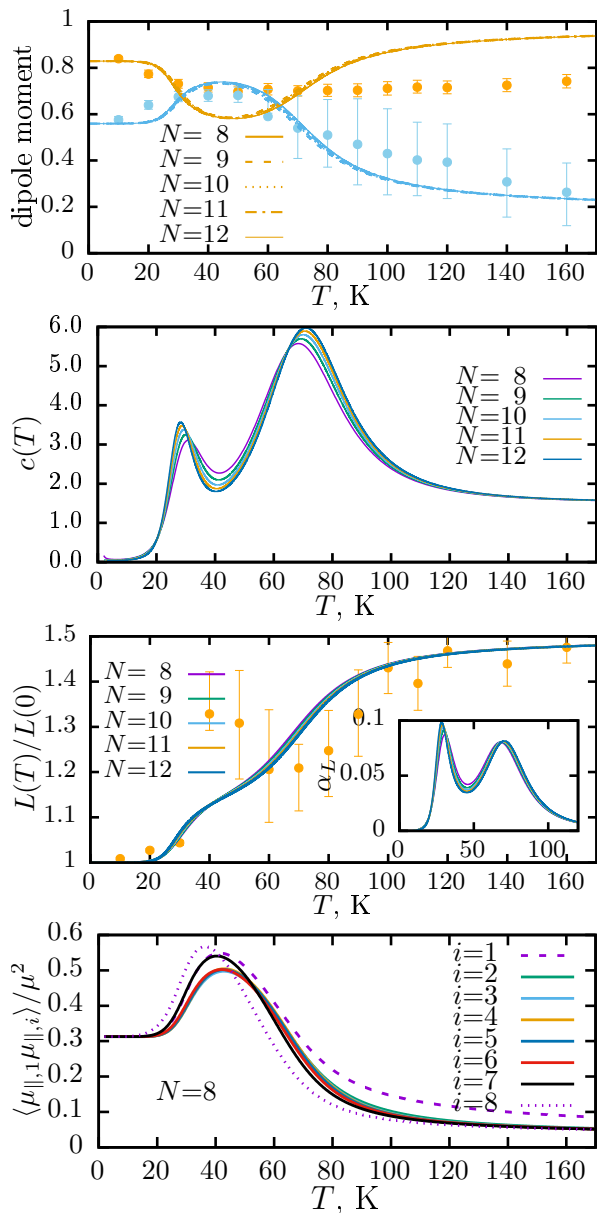 dipole moment
1
0.8
0.6
0.4
0.2
0
N= 8
N= 9
N=10
N=11
N=12
0 20 40 60 80 100 120 140 160
T, K
c(T)
6.0
5.0
4.0
3.0
2.0
1.0
0.0
N= 8
N= 9
N=10
N=11
N=12
0 20 40 60 80 100 120 140 160
T, K
L(T)/L(0)
1.5
1.4
1.3
1.2
1.1
1
N= 8
N= 9
N=10
N=11
N=12
α_L
0.1
0.05
0
0 50 100
0 20 40 60 80 100 120 140 160
T, K
⟨μ∥,1μ∥,i⟩/μ²
0.6
0.5
0.4
0.3
0.2
0.1
0
i=1
i=2
i=3
i=4
i=5
i=6
i=7
i=8
N=8
0 20 40 60 80 100 120 140 160
T, K